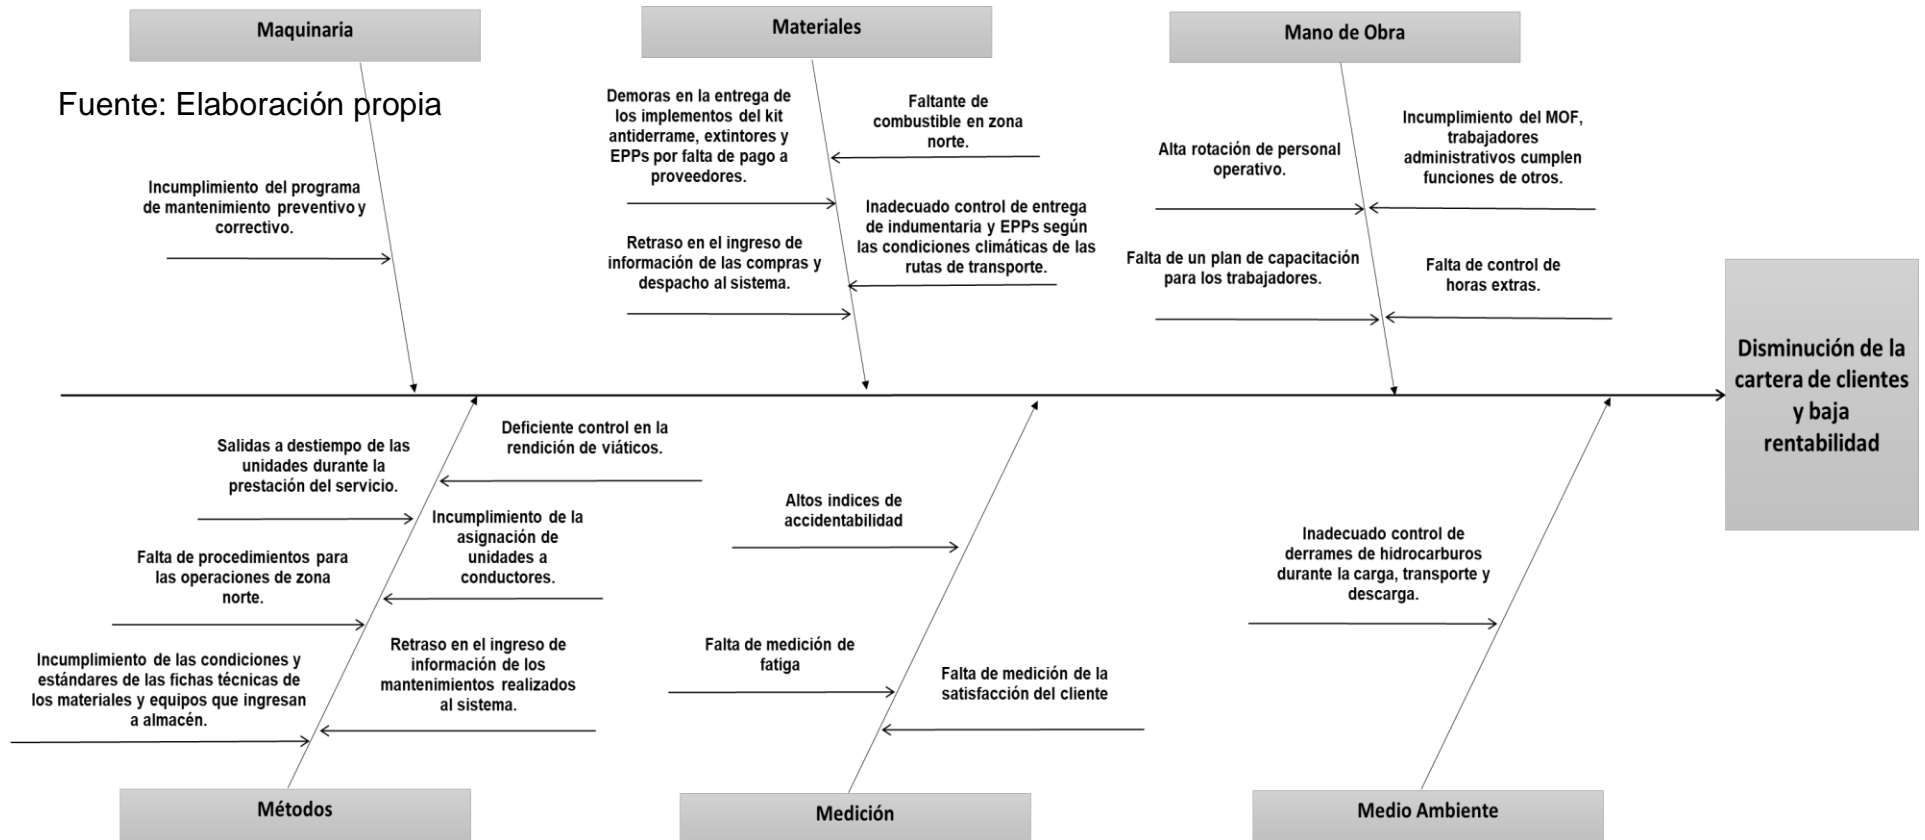 Maquinaria
Materiales
Mano de Obra
Fuente: Elaboración propia
Incumplimiento del programa
de mantenimiento preventivo y
correctivo.
Demoras en la entrega de
los implementos del kit
antiderrame, extintores y
EPPs por falta de pago a
proveedores.
Faltante de
combustible en zona
norte.
Retraso en el ingreso de
información de las compras y
despacho al sistema.
Inadecuado control de entrega
de indumentaria y EPPs según
las condiciones climáticas de las
rutas de transporte.
Alta rotación de personal
operativo.
Incumplimiento del MOF,
trabajadores
administrativos cumplen
funciones de otros.
Falta de un plan de capacitación
para los trabajadores.
Falta de control de
horas extras.
Disminución de la
cartera de clientes
y baja
rentabilidad
Salidas a destiempo de las
unidades durante la
prestación del servicio.
Deficiente control en la
rendición de viáticos.
Falta de procedimientos para
las operaciones de zona
norte.
Incumplimiento de la
asignación de
unidades a
conductores.
Incumplimiento de las condiciones y
estándares de las fichas técnicas de
los materiales y equipos que ingresan
a almacén.
Retraso en el ingreso de
información de los
mantenimientos realizados
al sistema.
Altos indices de
accidentabilidad
Falta de medición de
fatiga
Falta de medición de la
satisfacción del cliente
Inadecuado control de
derrames de hidrocarburos
durante la carga, transporte y
descarga.
Métodos
Medición
Medio Ambiente